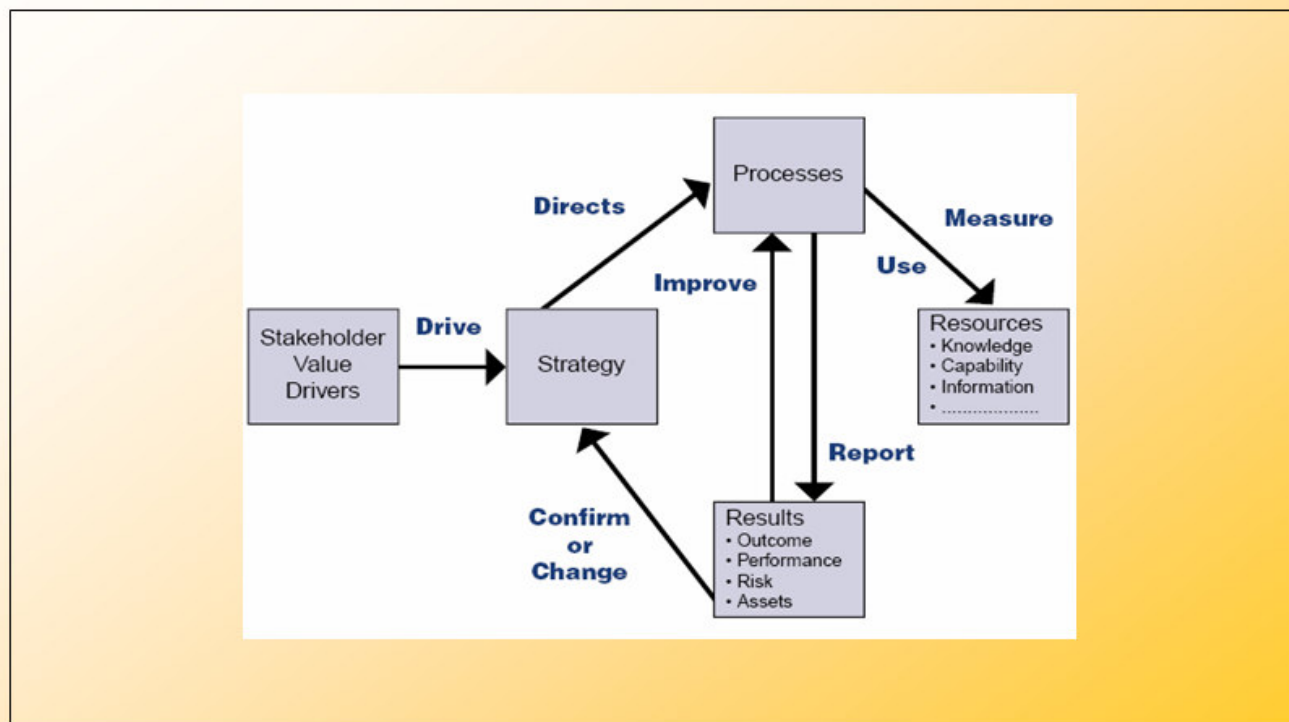 Processes
Directs
Measure
Use
Improve
Stakeholder
Value
Drivers
Drive
Strategy
Resources
• Knowledge
• Capability
• Information
• ...................
Report
Confirm
or
Change
Results
• Outcome
• Performance
• Risk
• Assets